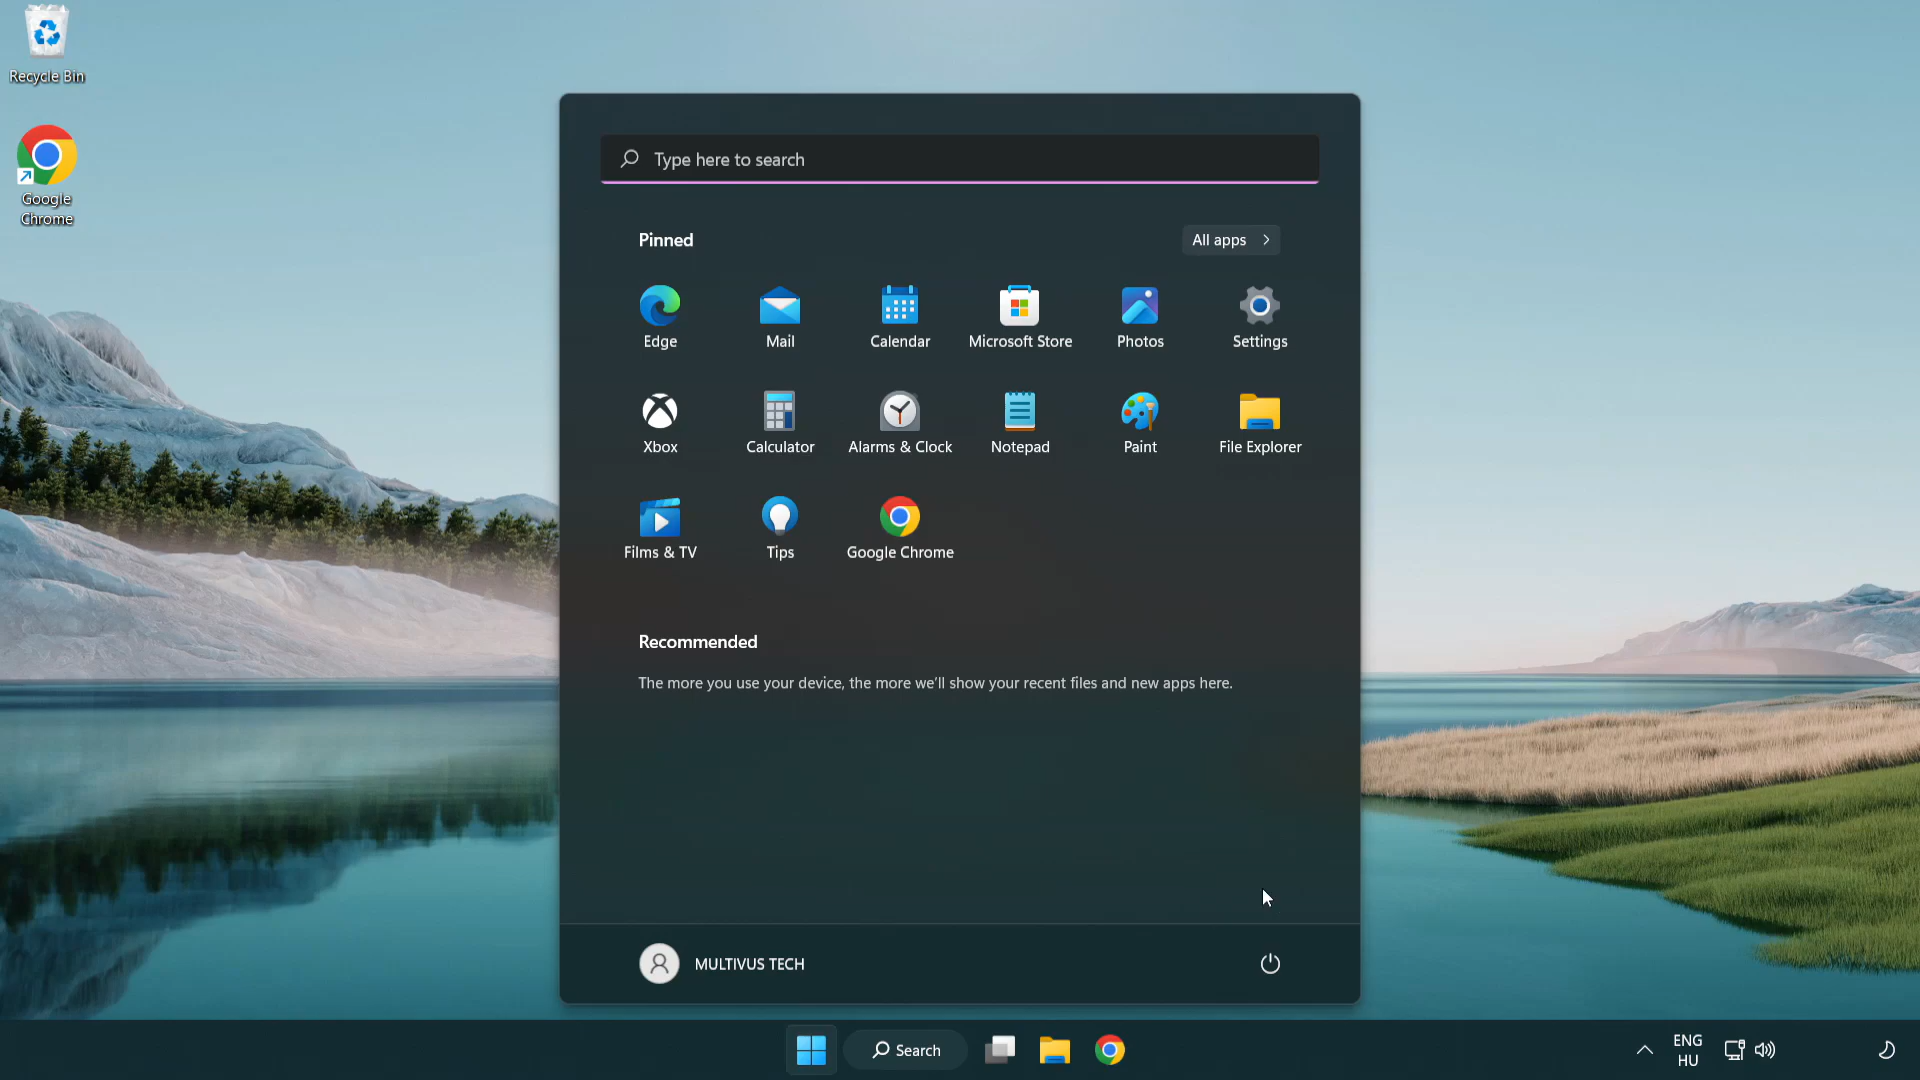 Recycle Bin
Google
Chrome
Type here to search
Pinned
All apps
Edge
Mail
Calendar
Microsoft Store
Photos
Settings
Xbox
Calculator
Alarms & Clock
Notepad
Paint
File Explorer
Films & TV
Tips
Google Chrome
Recommended
The more you use your device, the more we'll show your recent files and new apps here.
MULTIVUS TECH
Search
ENG
HU